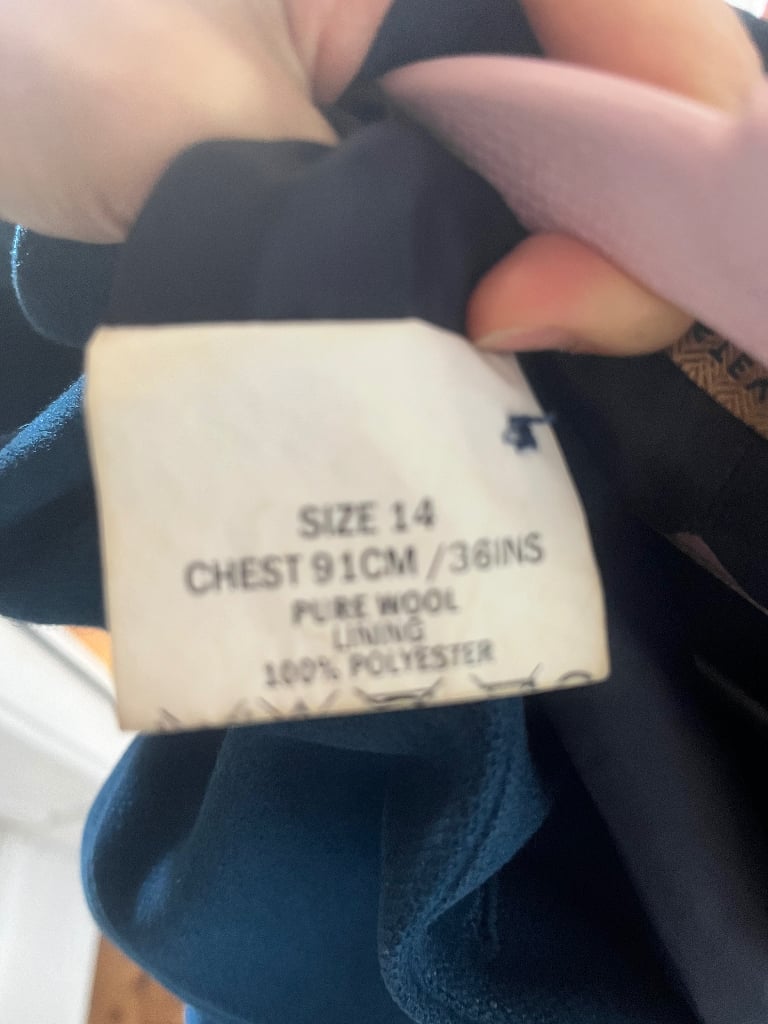 SIZE 14
CHEST 91CM /36INS
PURE WOOL
LINING
100% POLYESTER